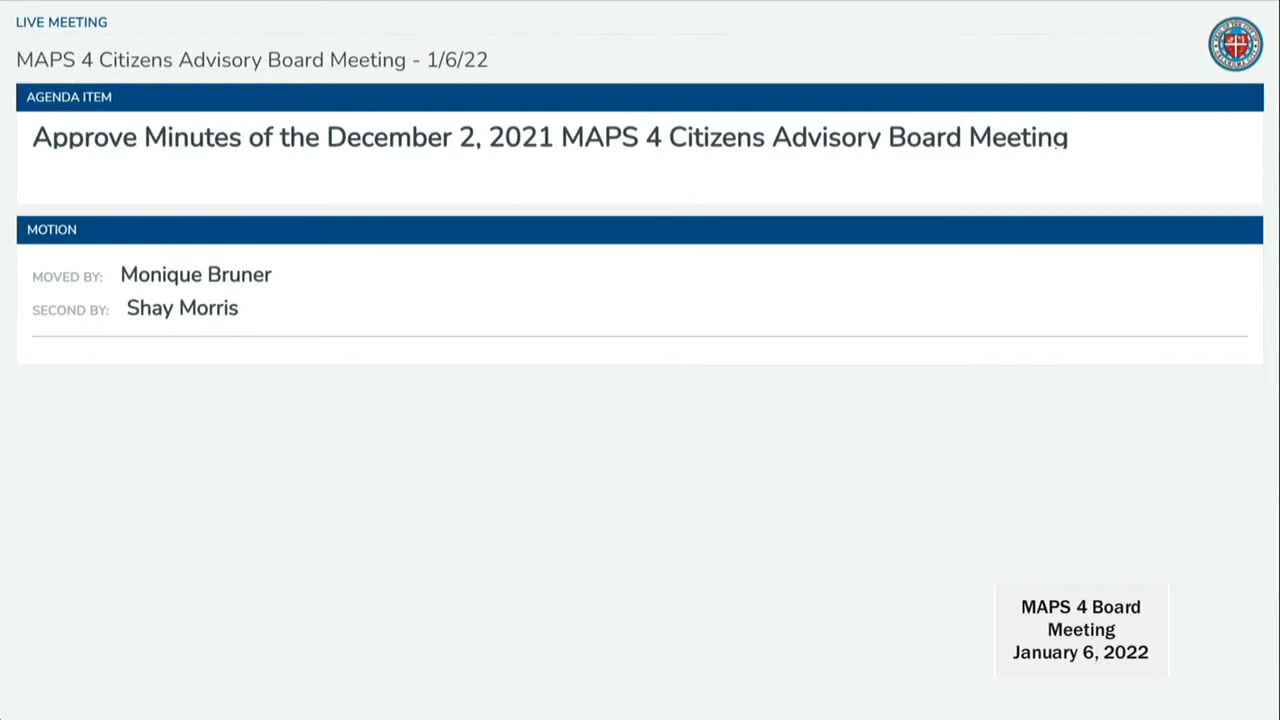 LIVE MEETING
MAPS 4 Citizens Advisory Board Meeting - 1/6/22
AGENDA ITEM
Approve Minutes of the December 2, 2021 MAPS 4 Citizens Advisory Board Meeting
MOTION
MOVED BY: Monique Bruner
SECOND BY: Shay Morris
MAPS 4 Board
Meeting
January 6, 2022